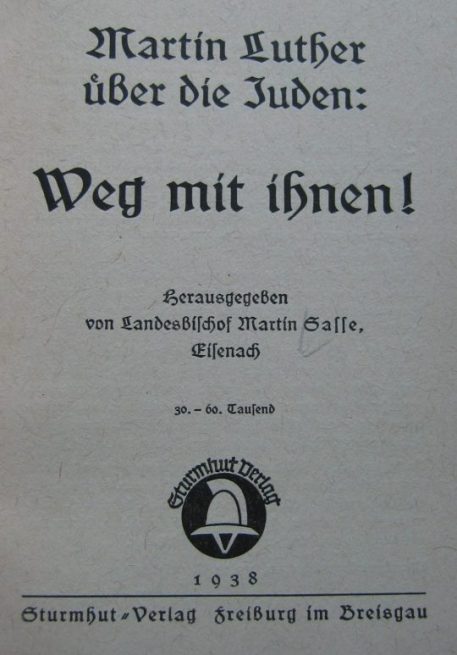 Martin Luther
über die Juden:
Weg mit ihnen!
Herausgegeben
von Landesbischof Martin Sasse,
Eisenach
30.–60. Tausend
Sturmhut Verlag
1938
Sturmhut-Verlag Freiburg im Breisgau